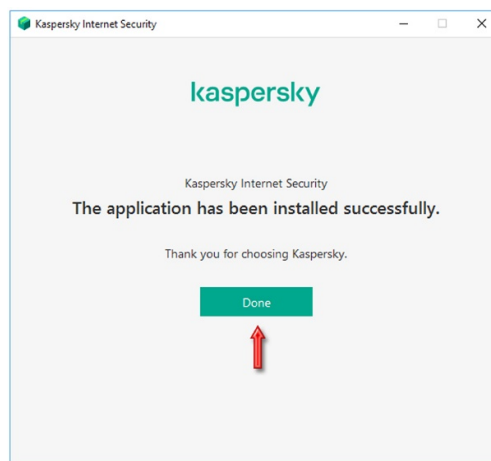 Kaspersky Internet Security
kaspersky
Kaspersky Internet Security
The application has been installed successfully.
Thank you for choosing Kaspersky.
Done